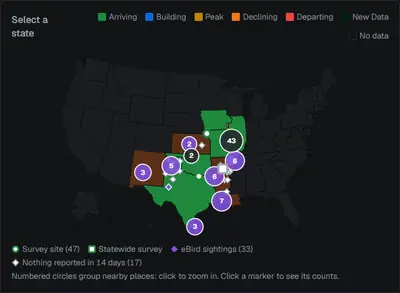 Select a
state
Arriving
Building
Peak
Declining
Departing
New Data
No data
2
43
2
5
6
3
6
7
3
Survey site (47)
Statewide survey
eBird sightings (33)
Nothing reported in 14 days (17)
Numbered circles group nearby places: click to zoom in. Click a marker to see its counts.